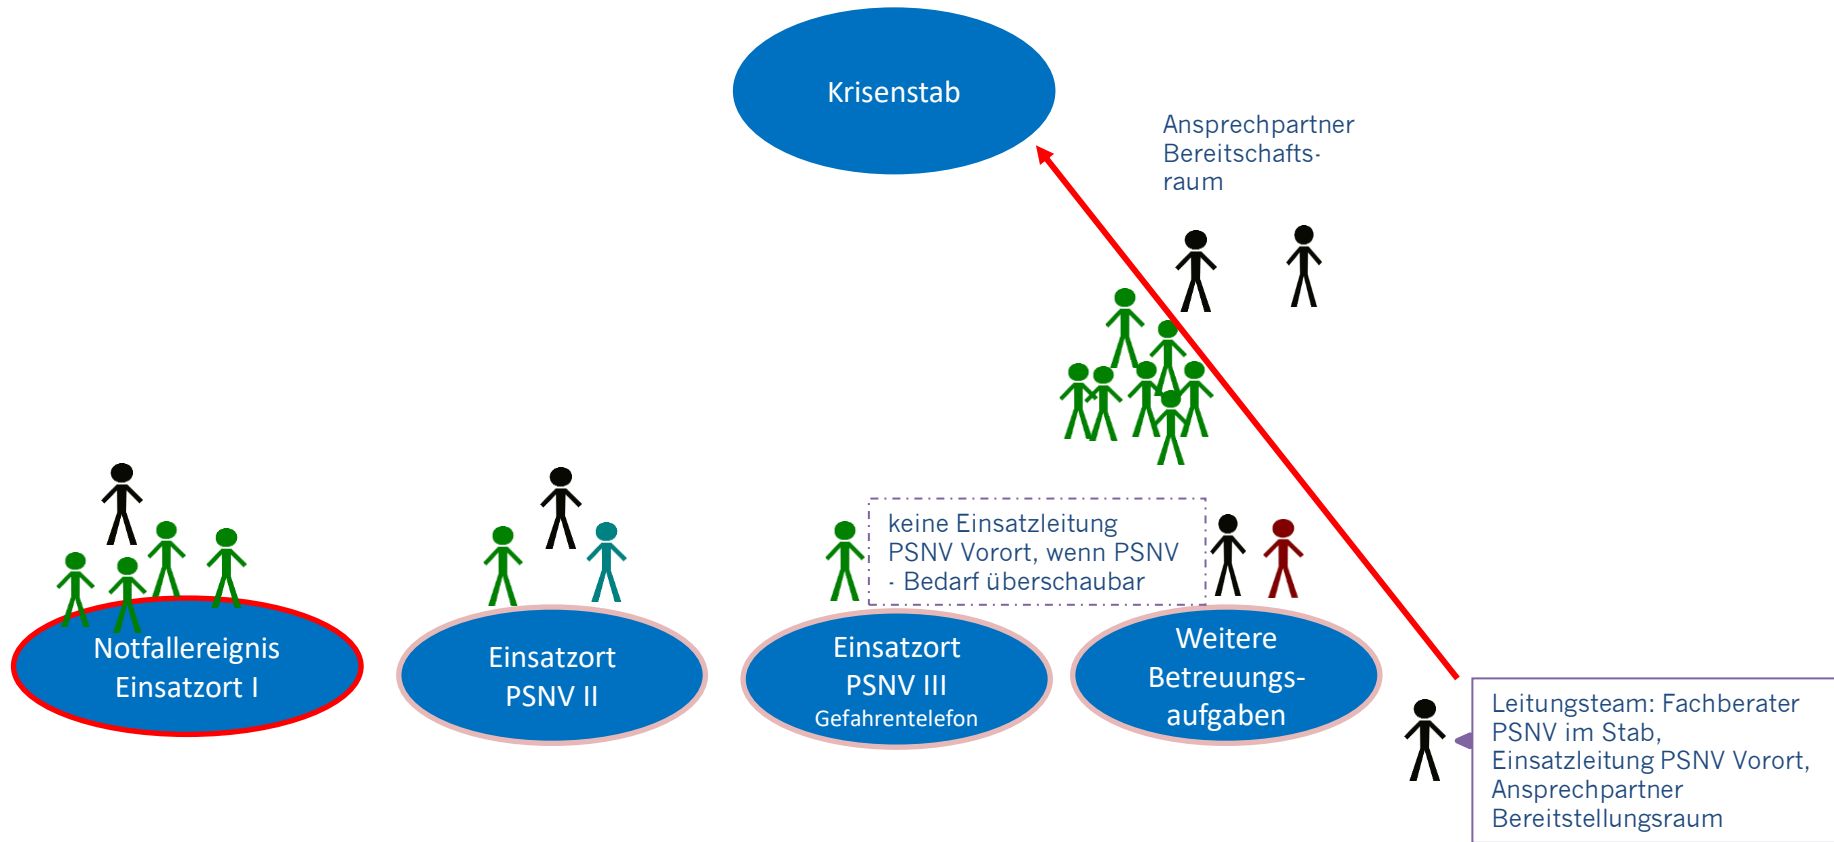 Krisenstab
Ansprechpartner
Bereitschafts-
raum
keine Einsatzleitung
PSNV Vorort, wenn PSNV
- Bedarf überschaubar
Notfallereignis
Einsatzort I
Einsatzort
PSNV II
Einsatzort
PSNV III
Gefahrentelefon
Weitere
Betreuungs-
aufgaben
Leitungsteam: Fachberater
PSNV im Stab,
Einsatzleitung PSNV Vorort,
Ansprechpartner
Bereitstellungsraum